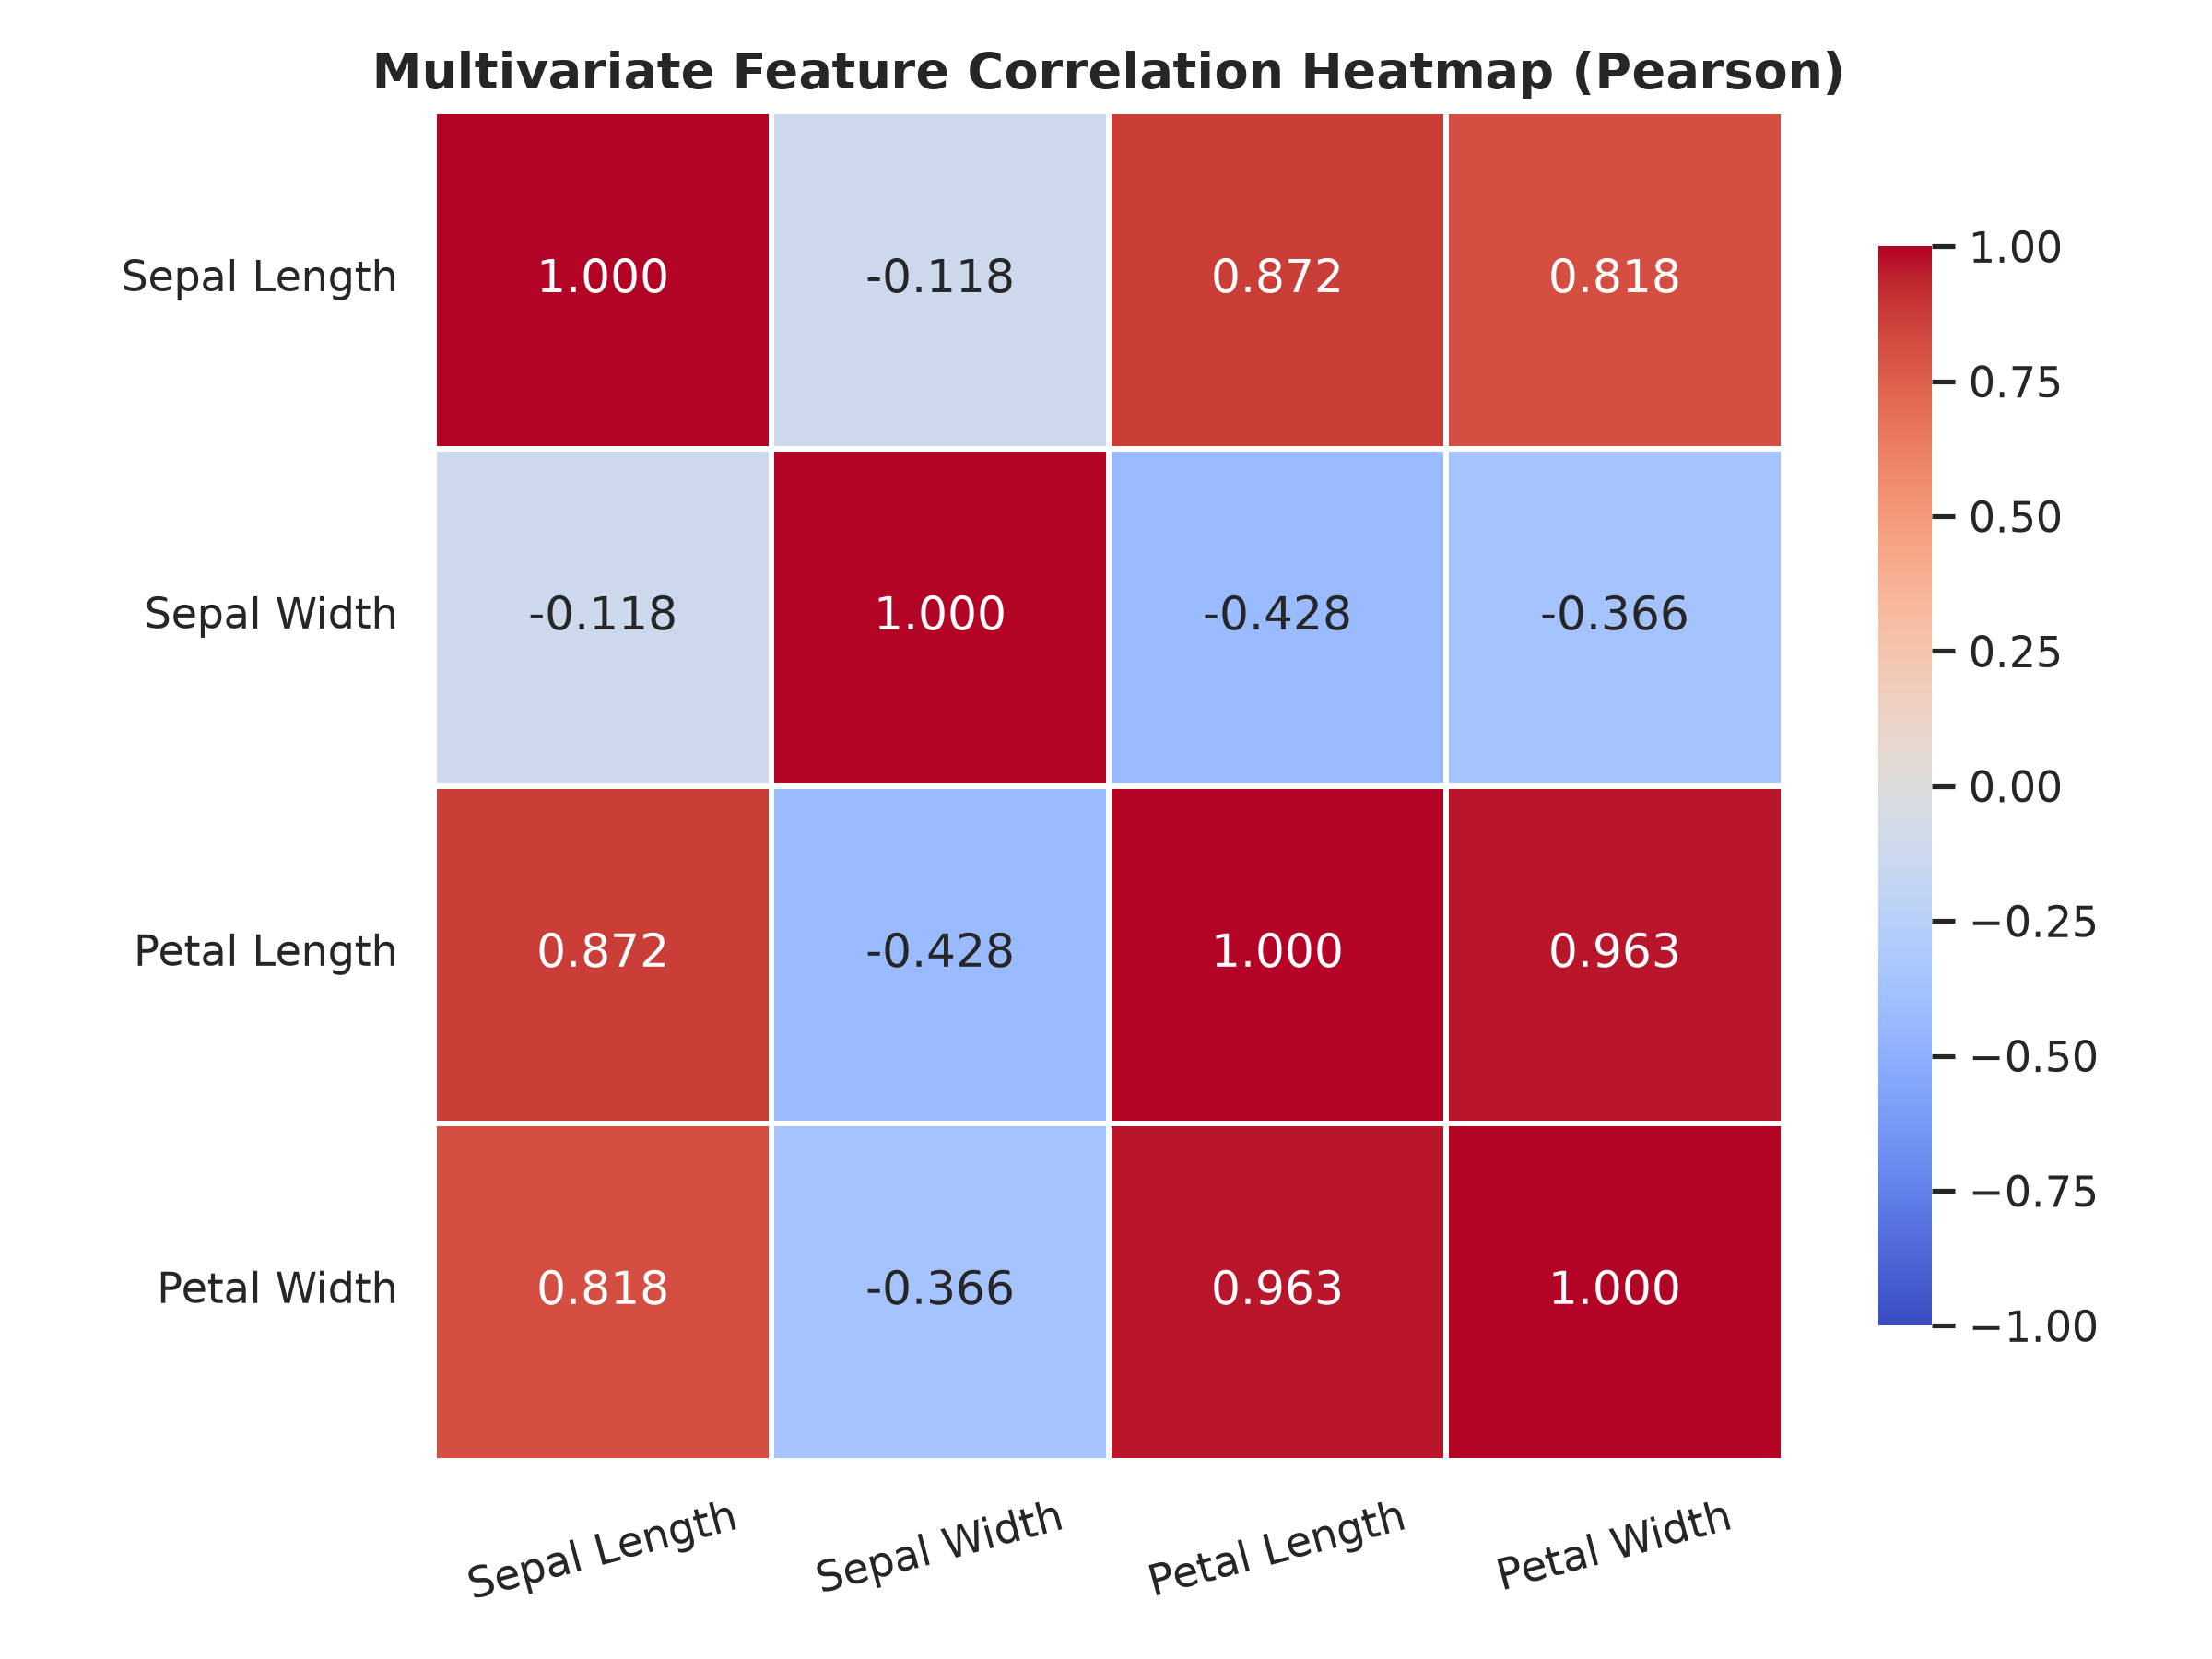 Multivariate Feature Correlation Heatmap (Pearson)
Sepal Length 1.000 -0.118 0.872 0.818
Sepal Width -0.118 1.000 -0.428 -0.366
Petal Length 0.872 -0.428 1.000 0.963
Petal Width 0.818 -0.366 0.963 1.000
Sepal Length Sepal Width Petal Length Petal Width
1.00
0.75
0.50
0.25
0.00
−0.25
−0.50
−0.75
−1.00